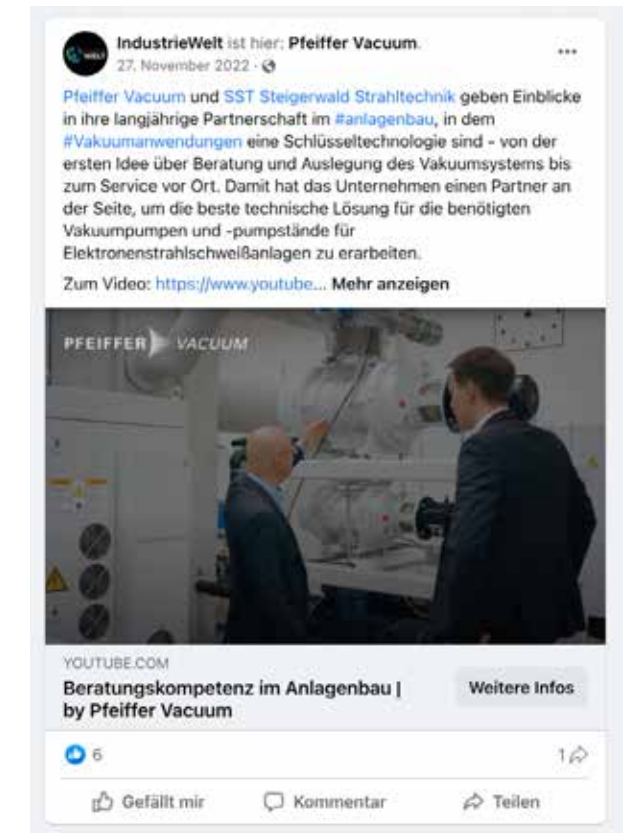 IndustrieWelt ist hier: Pfeiffer Vacuum.
27. November 2022 ·
Pfeiffer Vacuum und SST Steigerwald Strahltechnik geben Einblicke
in ihre langjährige Partnerschaft im #anlagenbau, in dem
#Vakuumanwendungen eine Schlüsseltechnologie sind - von der
ersten Idee über Beratung und Auslegung des Vakuumsystems bis
zum Service vor Ort. Damit hat das Unternehmen einen Partner an
der Seite, um die beste technische Lösung für die benötigten
Vakuumpumpen und -pumpstände für
Elektronenstrahlschweißanlagen zu erarbeiten.
Zum Video: https://www.youtube... Mehr anzeigen
PFEIFFER VACUUM
YOUTUBE.COM
Beratungskompetenz im Anlagenbau |
by Pfeiffer Vacuum
Weitere Infos
6
1
Gefällt mir
Kommentar
Teilen